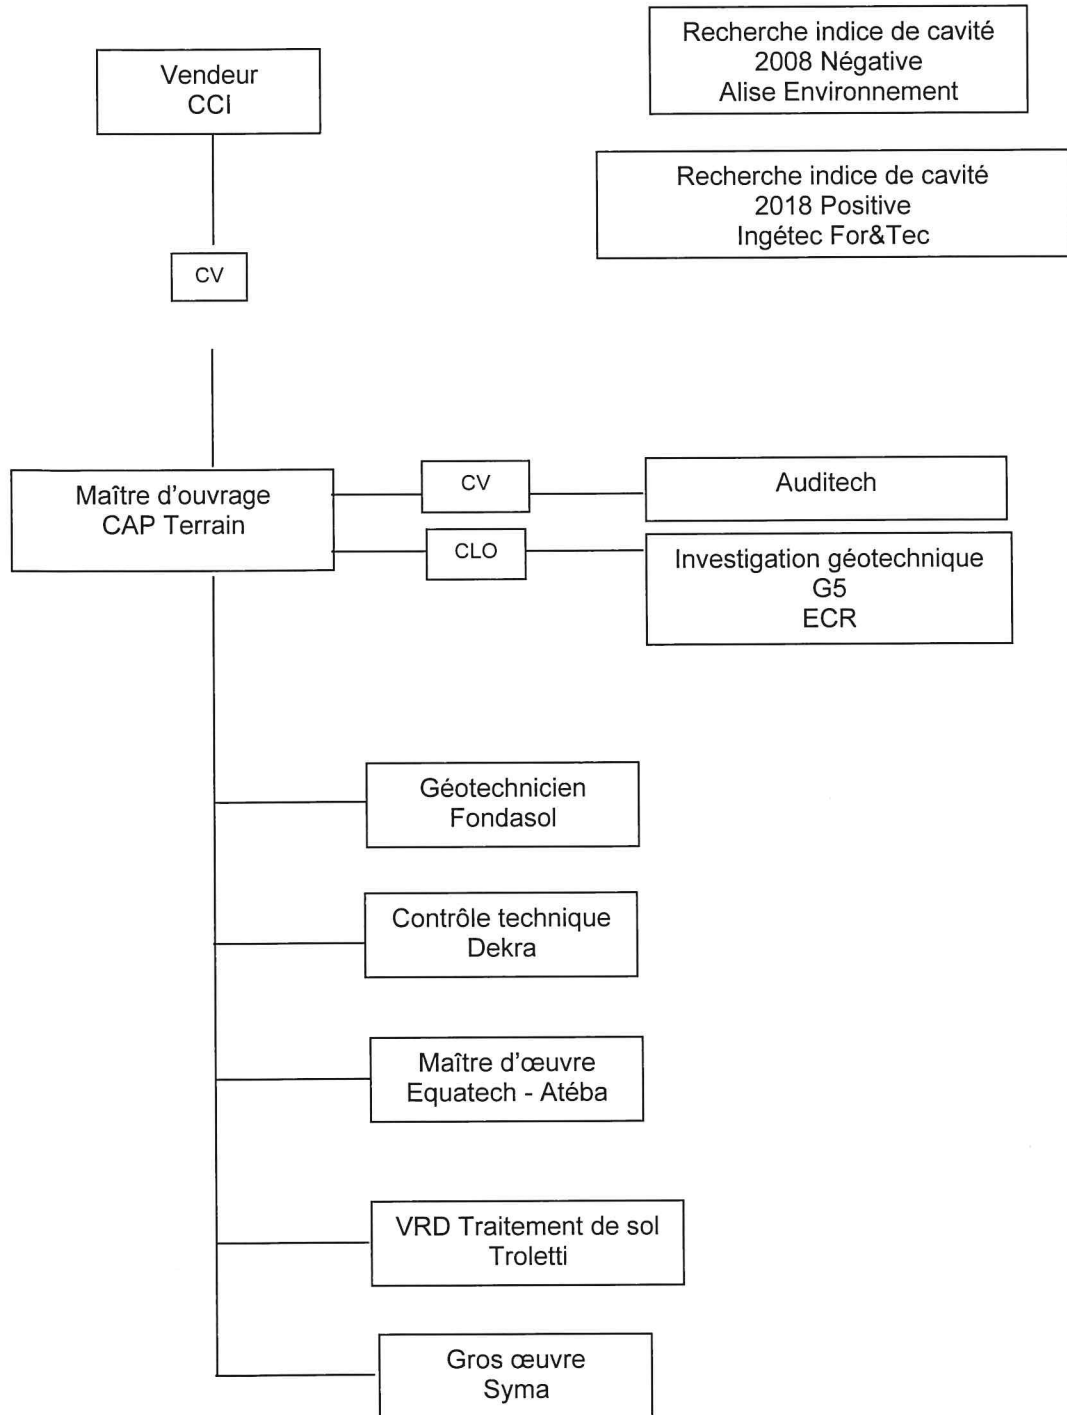 Recherche indice de cavité
2008 Négative
Alise Environnement
Vendeur
CCI
Recherche indice de cavité
2018 Positive
Ingétec For&Tec
CV
Maître d'ouvrage
CAP Terrain
CV
Auditech
CLO
Investigation géotechnique
G5
ECR
Géotechnicien
Fondasol
Contrôle technique
Dekra
Maître d'œuvre
Equatech - Atéba
VRD Traitement de sol
Troletti
Gros œuvre
Syma